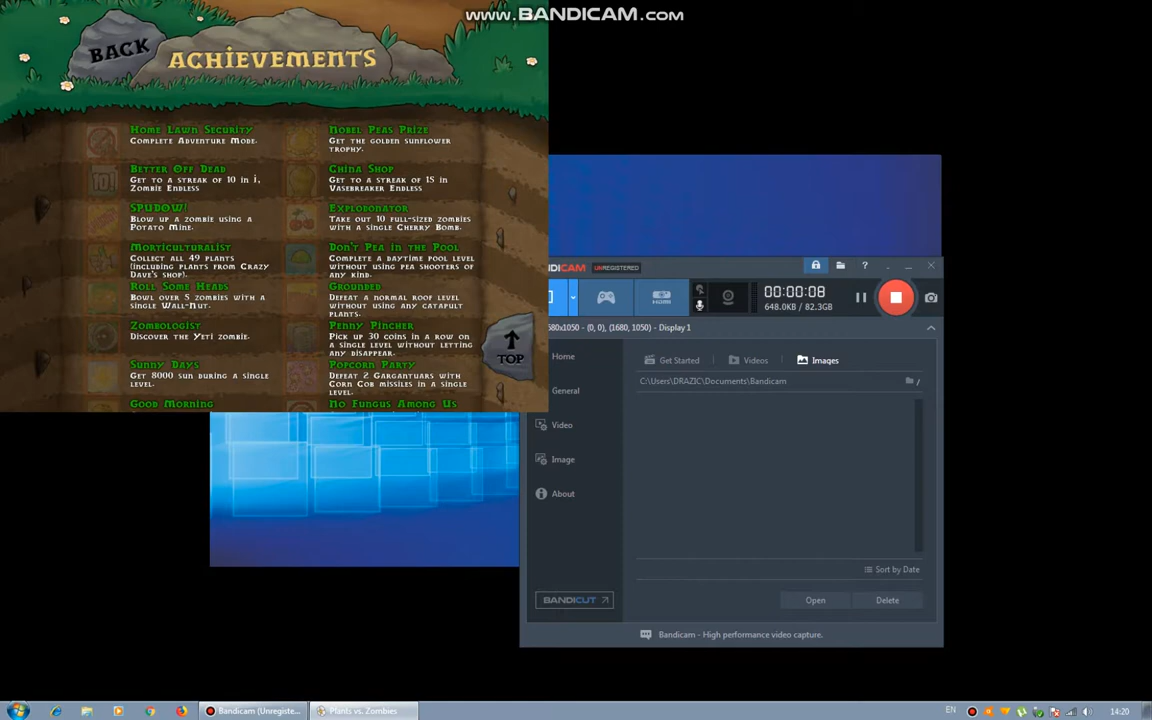 www.BANDICAM.com
BACK
ACHIEVEMENTS
Home Lawn Security
Complete Adventure Mode.
Nobel Peas Prize
Get the golden sunflower
trophy.
Better Off Dead
Get to a streak of 10 in I,
Zombie Endless
China Shop
Get to a streak of 15 in
Vasebreaker Endless
SPUDOW!
Blow up a zombie using a
Potato Mine.
Explodonator
Take out 10 full-sized zombies
with a single Cherry Bomb.
Morticulturalist
Collect all 49 plants
(including plants from Crazy
Dave's shop).
Don't Pea in the Pool
Complete a daytime pool level
without using pea shooters of
any kind.
Roll Some Heads
Bowl over 5 zombies with a
single Wall-Nut.
Grounded
Defeat a normal roof level
without using any catapult
plants.
Zombologist
Discover the Yeti zombie.
Penny Pincher
Pick up 30 coins in a row on
a single level without letting
any disappear.
Sunny Days
Get 8000 sun during a single
level.
Popcorn Party
Defeat 2 Gargantuars with
Corn Cob missiles in a single
level.
Good Morning
No Fungus Among Us
TOP
ICAM UNREGISTERED
?
HDMI
00:00:08
648.0KB / 82.3GB
680x1050 - (0, 0), (1680, 1050) - Display 1
Home
General
Video
Image
About
Get Started
Videos
Images
C:\Users\DRAZIC\Documents\Bandicam
/
Sort by Date
BANDICUT
Open
Delete
Bandicam - High performance video capture.
Bandicam (Unregiste...
Plants vs. Zombies
EN
14:20